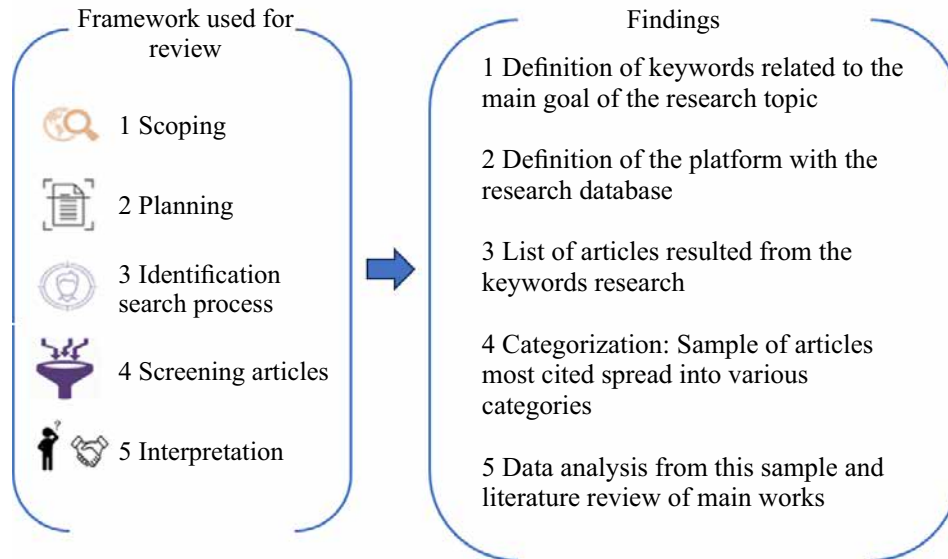 Framework used for
review
1 Scoping
2 Planning
3 Identification
search process
4 Screening articles
5 Interpretation
Findings
1 Definition of keywords related to the
main goal of the research topic
2 Definition of the platform with the
research database
3 List of articles resulted from the
keywords research
4 Categorization: Sample of articles
most cited spread into various
categories
5 Data analysis from this sample and
literature review of main works